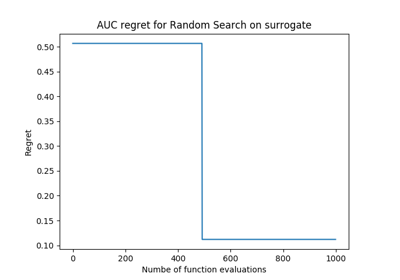 AUC regret for Random Search on surrogate
0.50
0.45
0.40
0.35
0.30
0.25
0.20
0.15
0.10
Regret
0 200 400 600 800 1000
Numbe of function evaluations